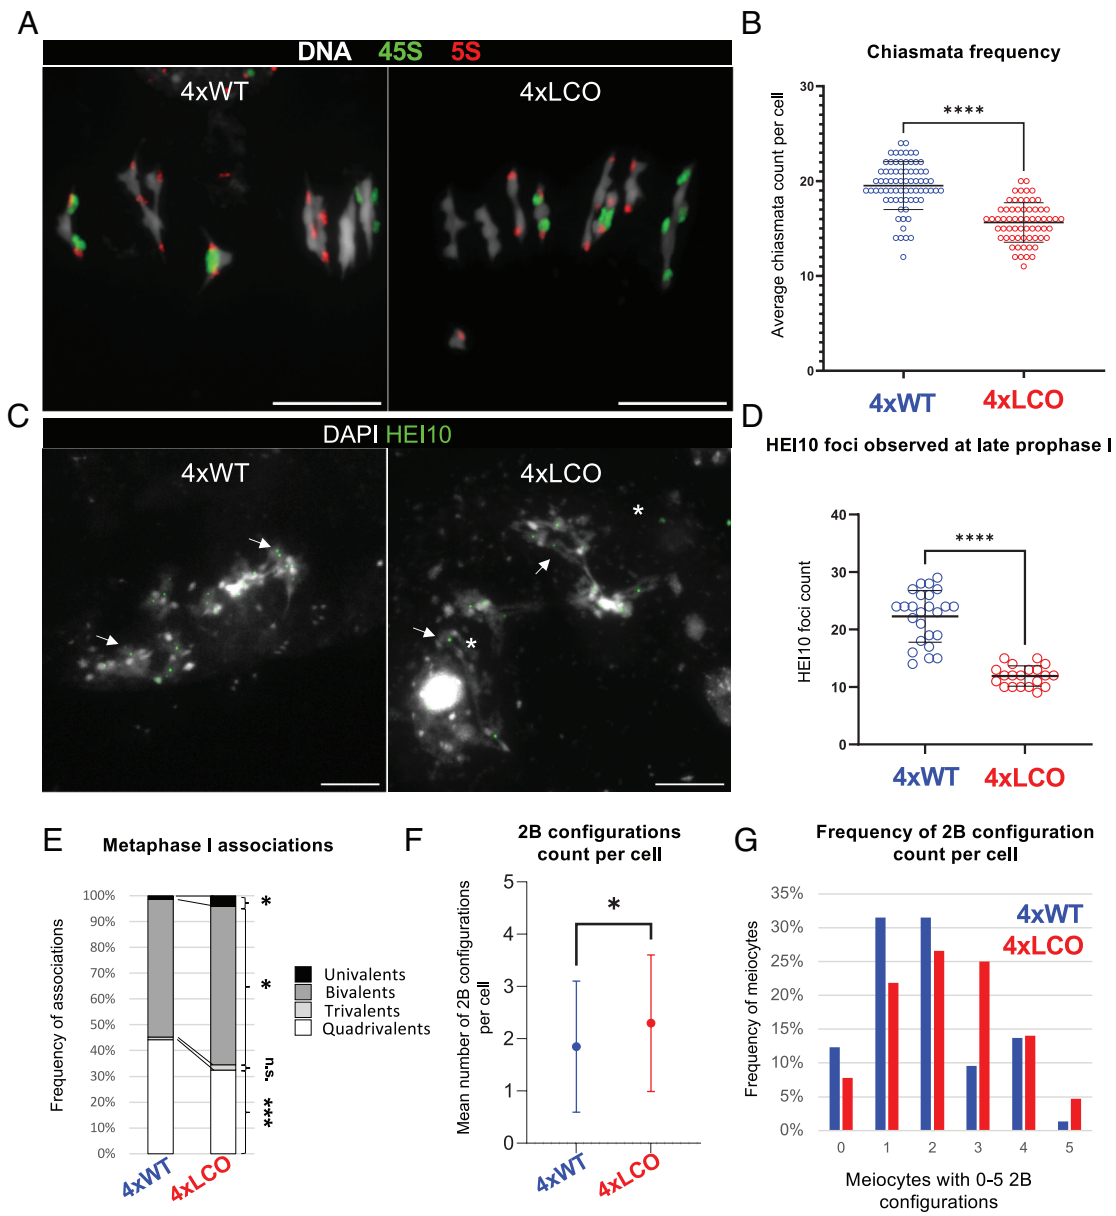 A
DNA 45S 5S
4xWT
4xLCO
B
Chiasmata frequency
Average chiasmata count per cell
30
20
10
0
****
4xWT
4xLCO
C
DAPI HEI10
4xWT
4xLCO
*
*
D
HEI10 foci observed at late prophase I
HEI10 foci count
40
30
20
10
0
****
4xWT
4xLCO
E
Metaphase I associations
Frequency of associations
100%
90%
80%
70%
60%
50%
40%
30%
20%
10%
0%
*
*
n.s.
***
4xWT
4xLCO
Univalents
Bivalents
Trivalents
Quadrivalents
F
2B configurations
count per cell
Mean number of 2B configurations
per cell
5
4
3
2
1
0
*
4xWT
4xLCO
G
Frequency of 2B configuration
count per cell
Frequency of meiocytes
35%
30%
25%
20%
15%
10%
5%
0%
4xWT
4xLCO
0 1 2 3 4 5
Meiocytes with 0-5 2B
configurations